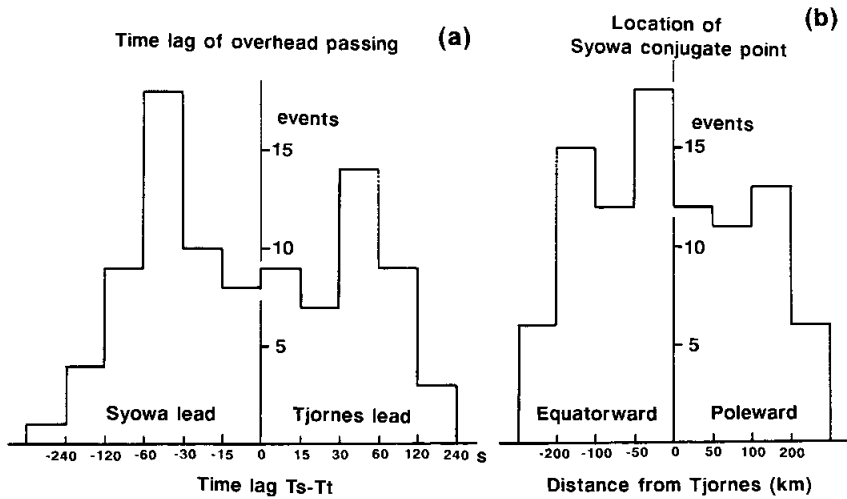 Time lag of overhead passing
(a)
events
15
10
5
Syowa lead
Tjornes lead
-240 -120 -60 -30 -15 0 15 30 60 120 240 s
Time lag Ts-Tt
Location of
Syowa conjugate point
(b)
events
15
10
5
Equatorward
Poleward
-200 -100 -50 0 50 100 200
Distance from Tjornes (km)